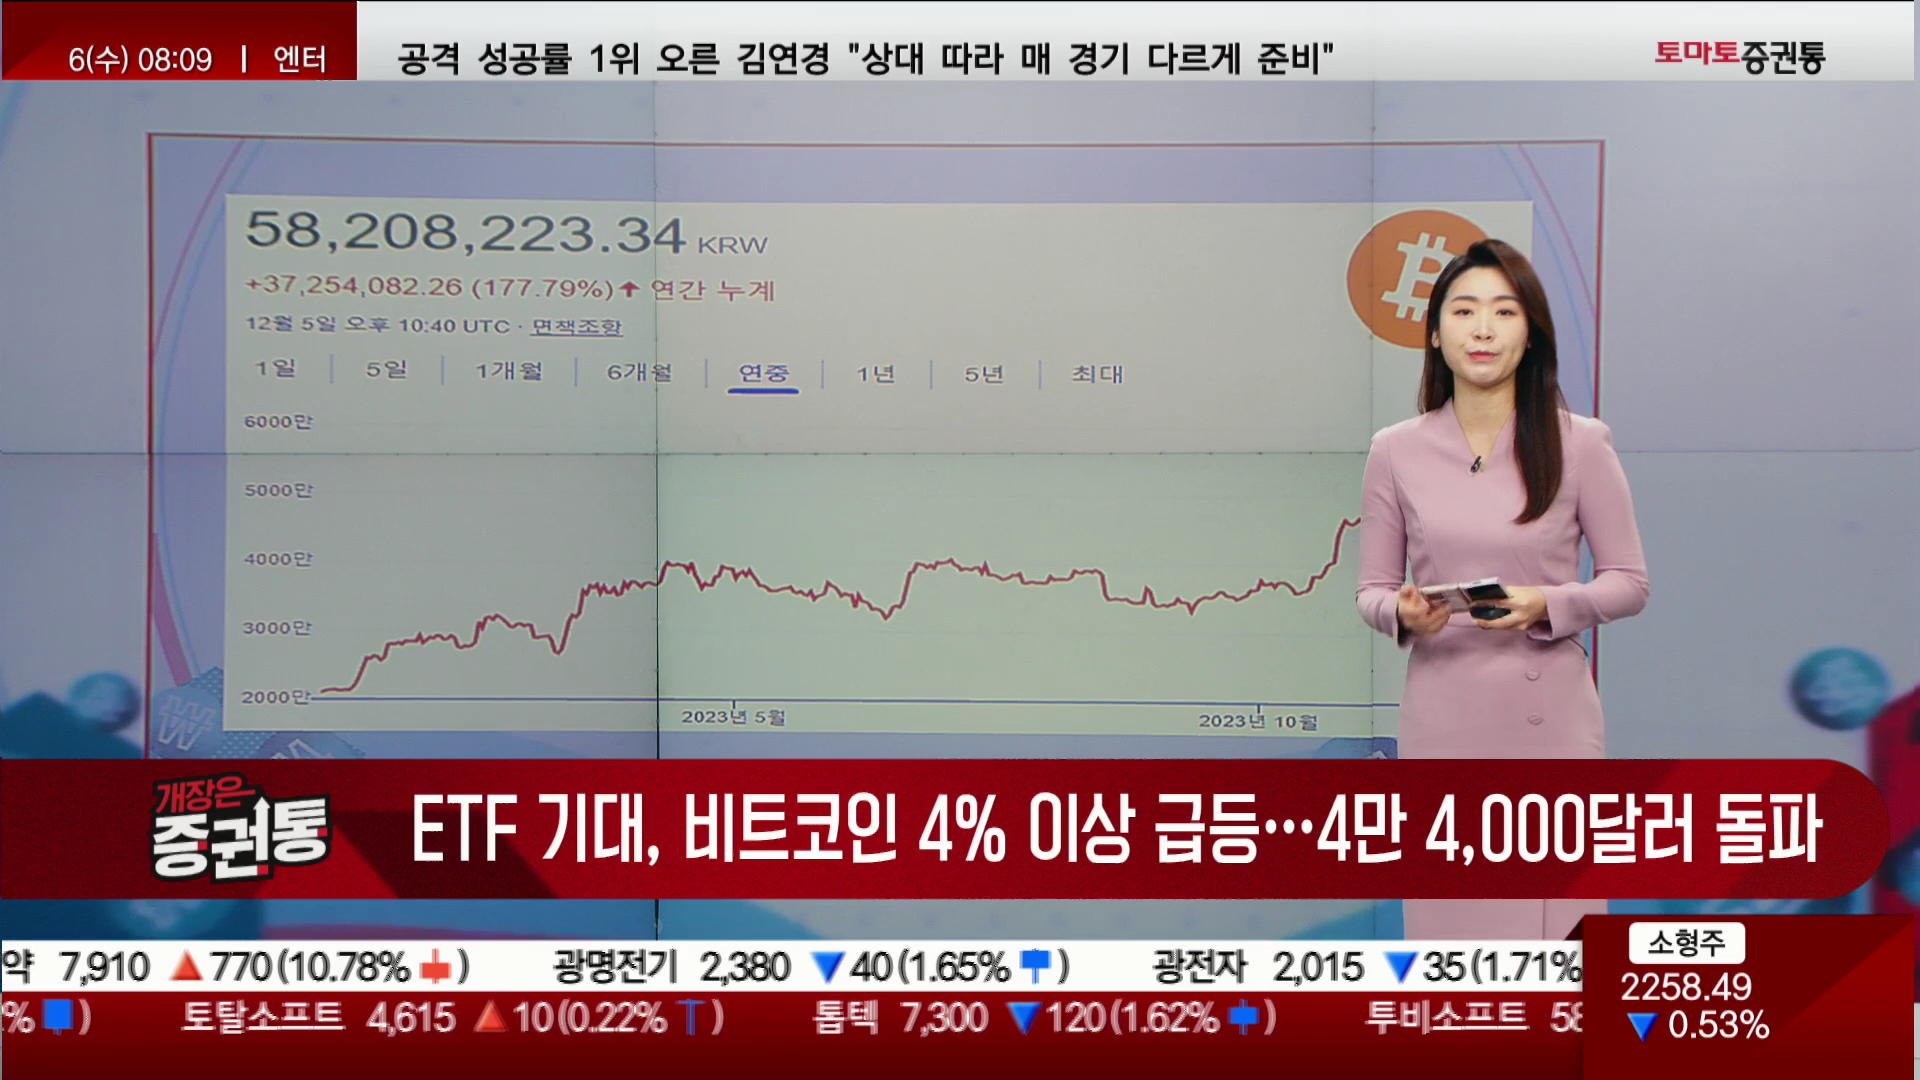 6(수) 08:09 | 엔터
공격 성공률 1위 오른 김연경 "상대 따라 매 경기 다르게 준비"
토마토증권통
58,208,223.34 KRW
+37,254,082.26 (177.79%) ↑ 연간 누계
12월 5일 오후 10:40 UTC · 면책조항
1일 | 5일 | 1개월 | 6개월 | 연중 | 1년 | 5년 | 최대
6000만
5000만
4000만
3000만
2000만
2023년 5월 2023년 10월
개장은
증권통
ETF 기대, 비트코인 4% 이상 급등…4만 4,000달러 돌파
약 7,910 ▲770(10.78% ) 광명전기 2,380 ▼40(1.65% ) 광전자 2,015 ▼35(1.71%
% ) 토탈소프트 4,615 ▲10(0.22% ) 톱텍 7,300 ▼120(1.62% ) 투비소프트 58
소형주
2258.49
▼ 0.53%